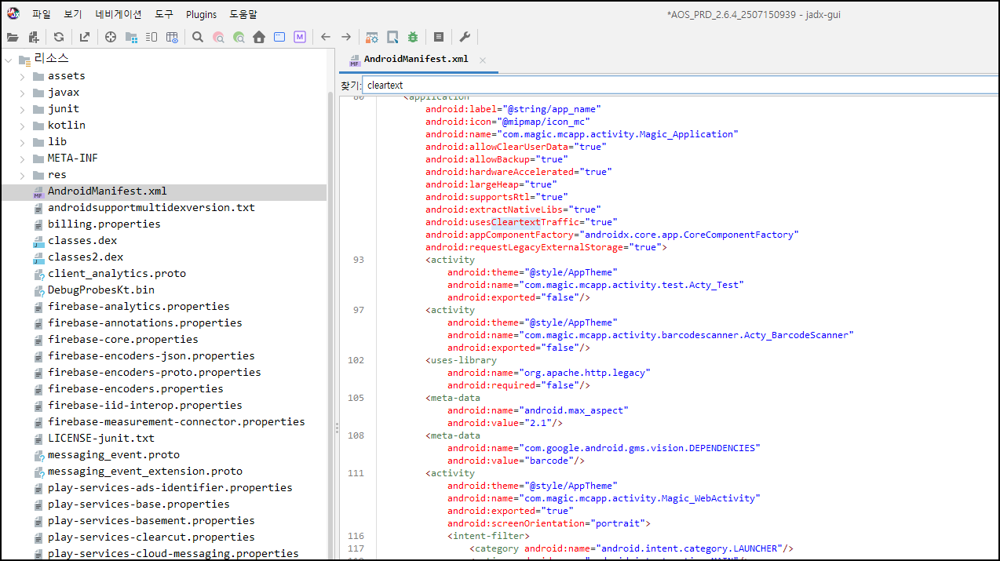 파일 보기 네비게이션 도구 Plugins 도움말 *AOS_PRD_2.6.4_2507150939 - jadx-gui
리소스
assets
javax
junit
kotlin
lib
META-INF
res
AndroidManifest.xml
androidsupportmultidexversion.txt
billing.properties
classes.dex
classes2.dex
client_analytics.proto
DebugProbesKt.bin
firebase-analytics.properties
firebase-annotations.properties
firebase-core.properties
firebase-encoders-json.properties
firebase-encoders-proto.properties
firebase-encoders.properties
firebase-iid-interop.properties
firebase-measurement-connector.properties
LICENSE-junit.txt
messaging_event.proto
messaging_event_extension.proto
play-services-ads-identifier.properties
play-services-base.properties
play-services-basement.properties
play-services-clearcut.properties
play-services-cloud-messaging.properties
AndroidManifest.xml
찾기: cleartext
80 <application
android:label="@string/app_name"
android:icon="@mipmap/icon_mc"
android:name="com.magic.mcapp.activity.Magic_Application"
android:allowClearUserData="true"
android:allowBackup="true"
android:hardwareAccelerated="true"
android:largeHeap="true"
android:supportsRtl="true"
android:extractNativeLibs="true"
android:usesCleartextTraffic="true"
android:appComponentFactory="androidx.core.app.CoreComponentFactory"
android:requestLegacyExternalStorage="true">
93 <activity
android:theme="@style/AppTheme"
android:name="com.magic.mcapp.activity.test.Acty_Test"
android:exported="false"/>
97 <activity
android:theme="@style/AppTheme"
android:name="com.magic.mcapp.activity.barcodescanner.Acty_BarcodeScanner"
android:exported="false"/>
102 <uses-library
android:name="org.apache.http.legacy"
android:required="false"/>
105 <meta-data
android:name="android.max_aspect"
android:value="2.1"/>
108 <meta-data
android:name="com.google.android.gms.vision.DEPENDENCIES"
android:value="barcode"/>
111 <activity
android:theme="@style/AppTheme"
android:name="com.magic.mcapp.activity.Magic_WebActivity"
android:exported="true"
android:screenOrientation="portrait">
116 <intent-filter>
117 <category android:name="android.intent.category.LAUNCHER"/>